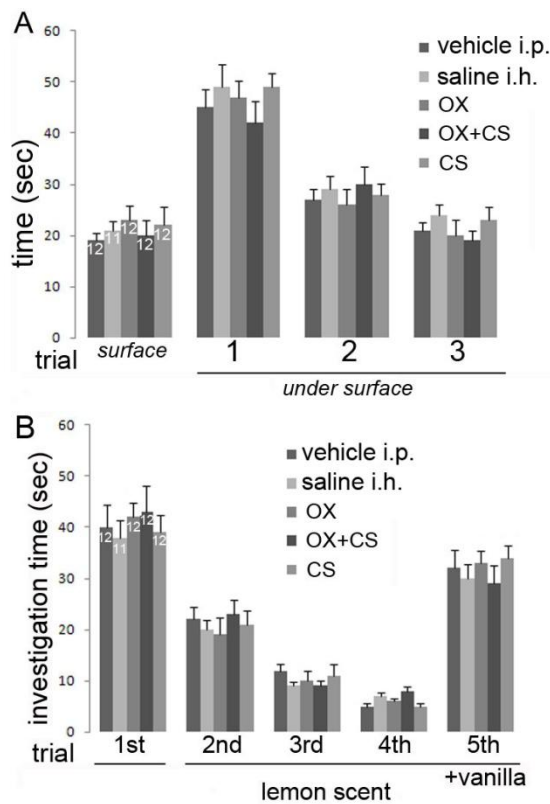 A
60
50
40
30
20
10
0
time (sec)
vehicle i.p.
saline i.h.
OX
OX+CS
CS
12 11 12 12 12
trial surface 1 2 3
under surface
B
60
50
40
30
20
10
0
investigation time (sec)
vehicle i.p.
saline i.h.
OX
OX+CS
CS
12 11 12 12 12
trial 1st 2nd 3rd 4th 5th
lemon scent +vanilla